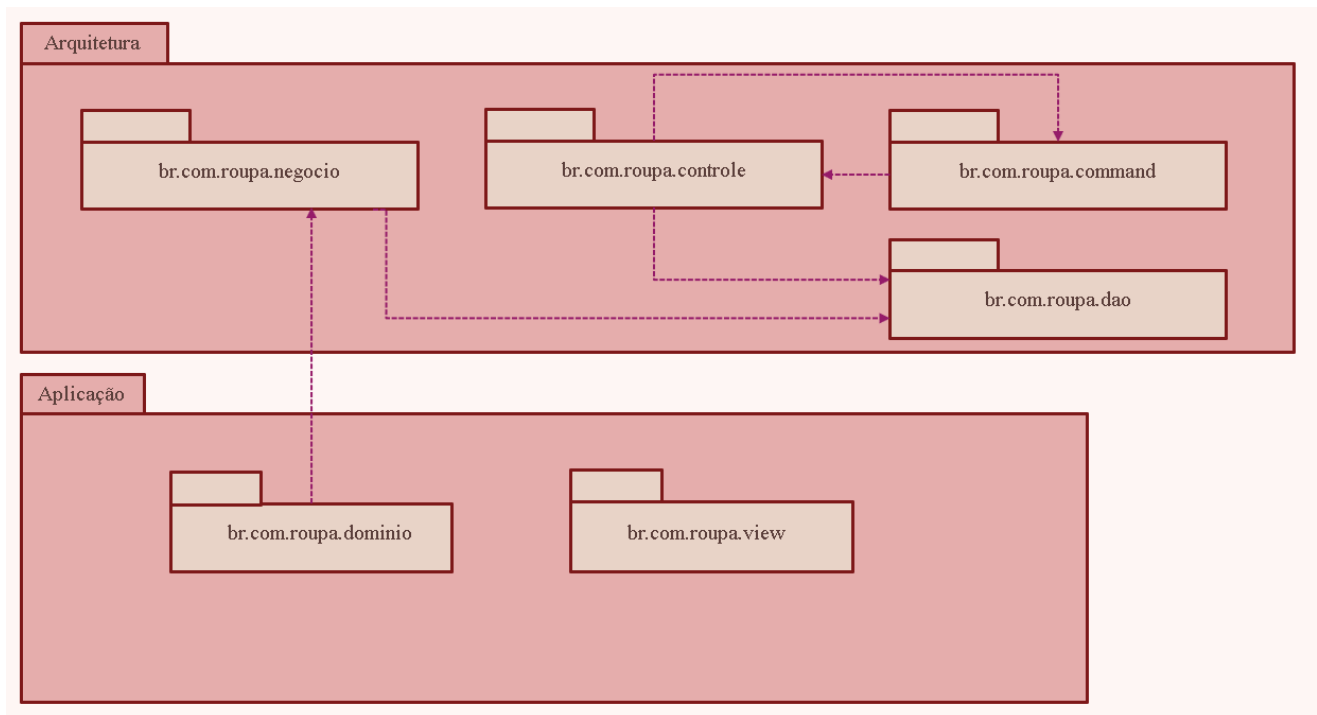 Arquitetura
br.com.roupa.negocio
br.com.roupa.controle
br.com.roupa.command
br.com.roupa.dao
Aplicação
br.com.roupa.dominio
br.com.roupa.view